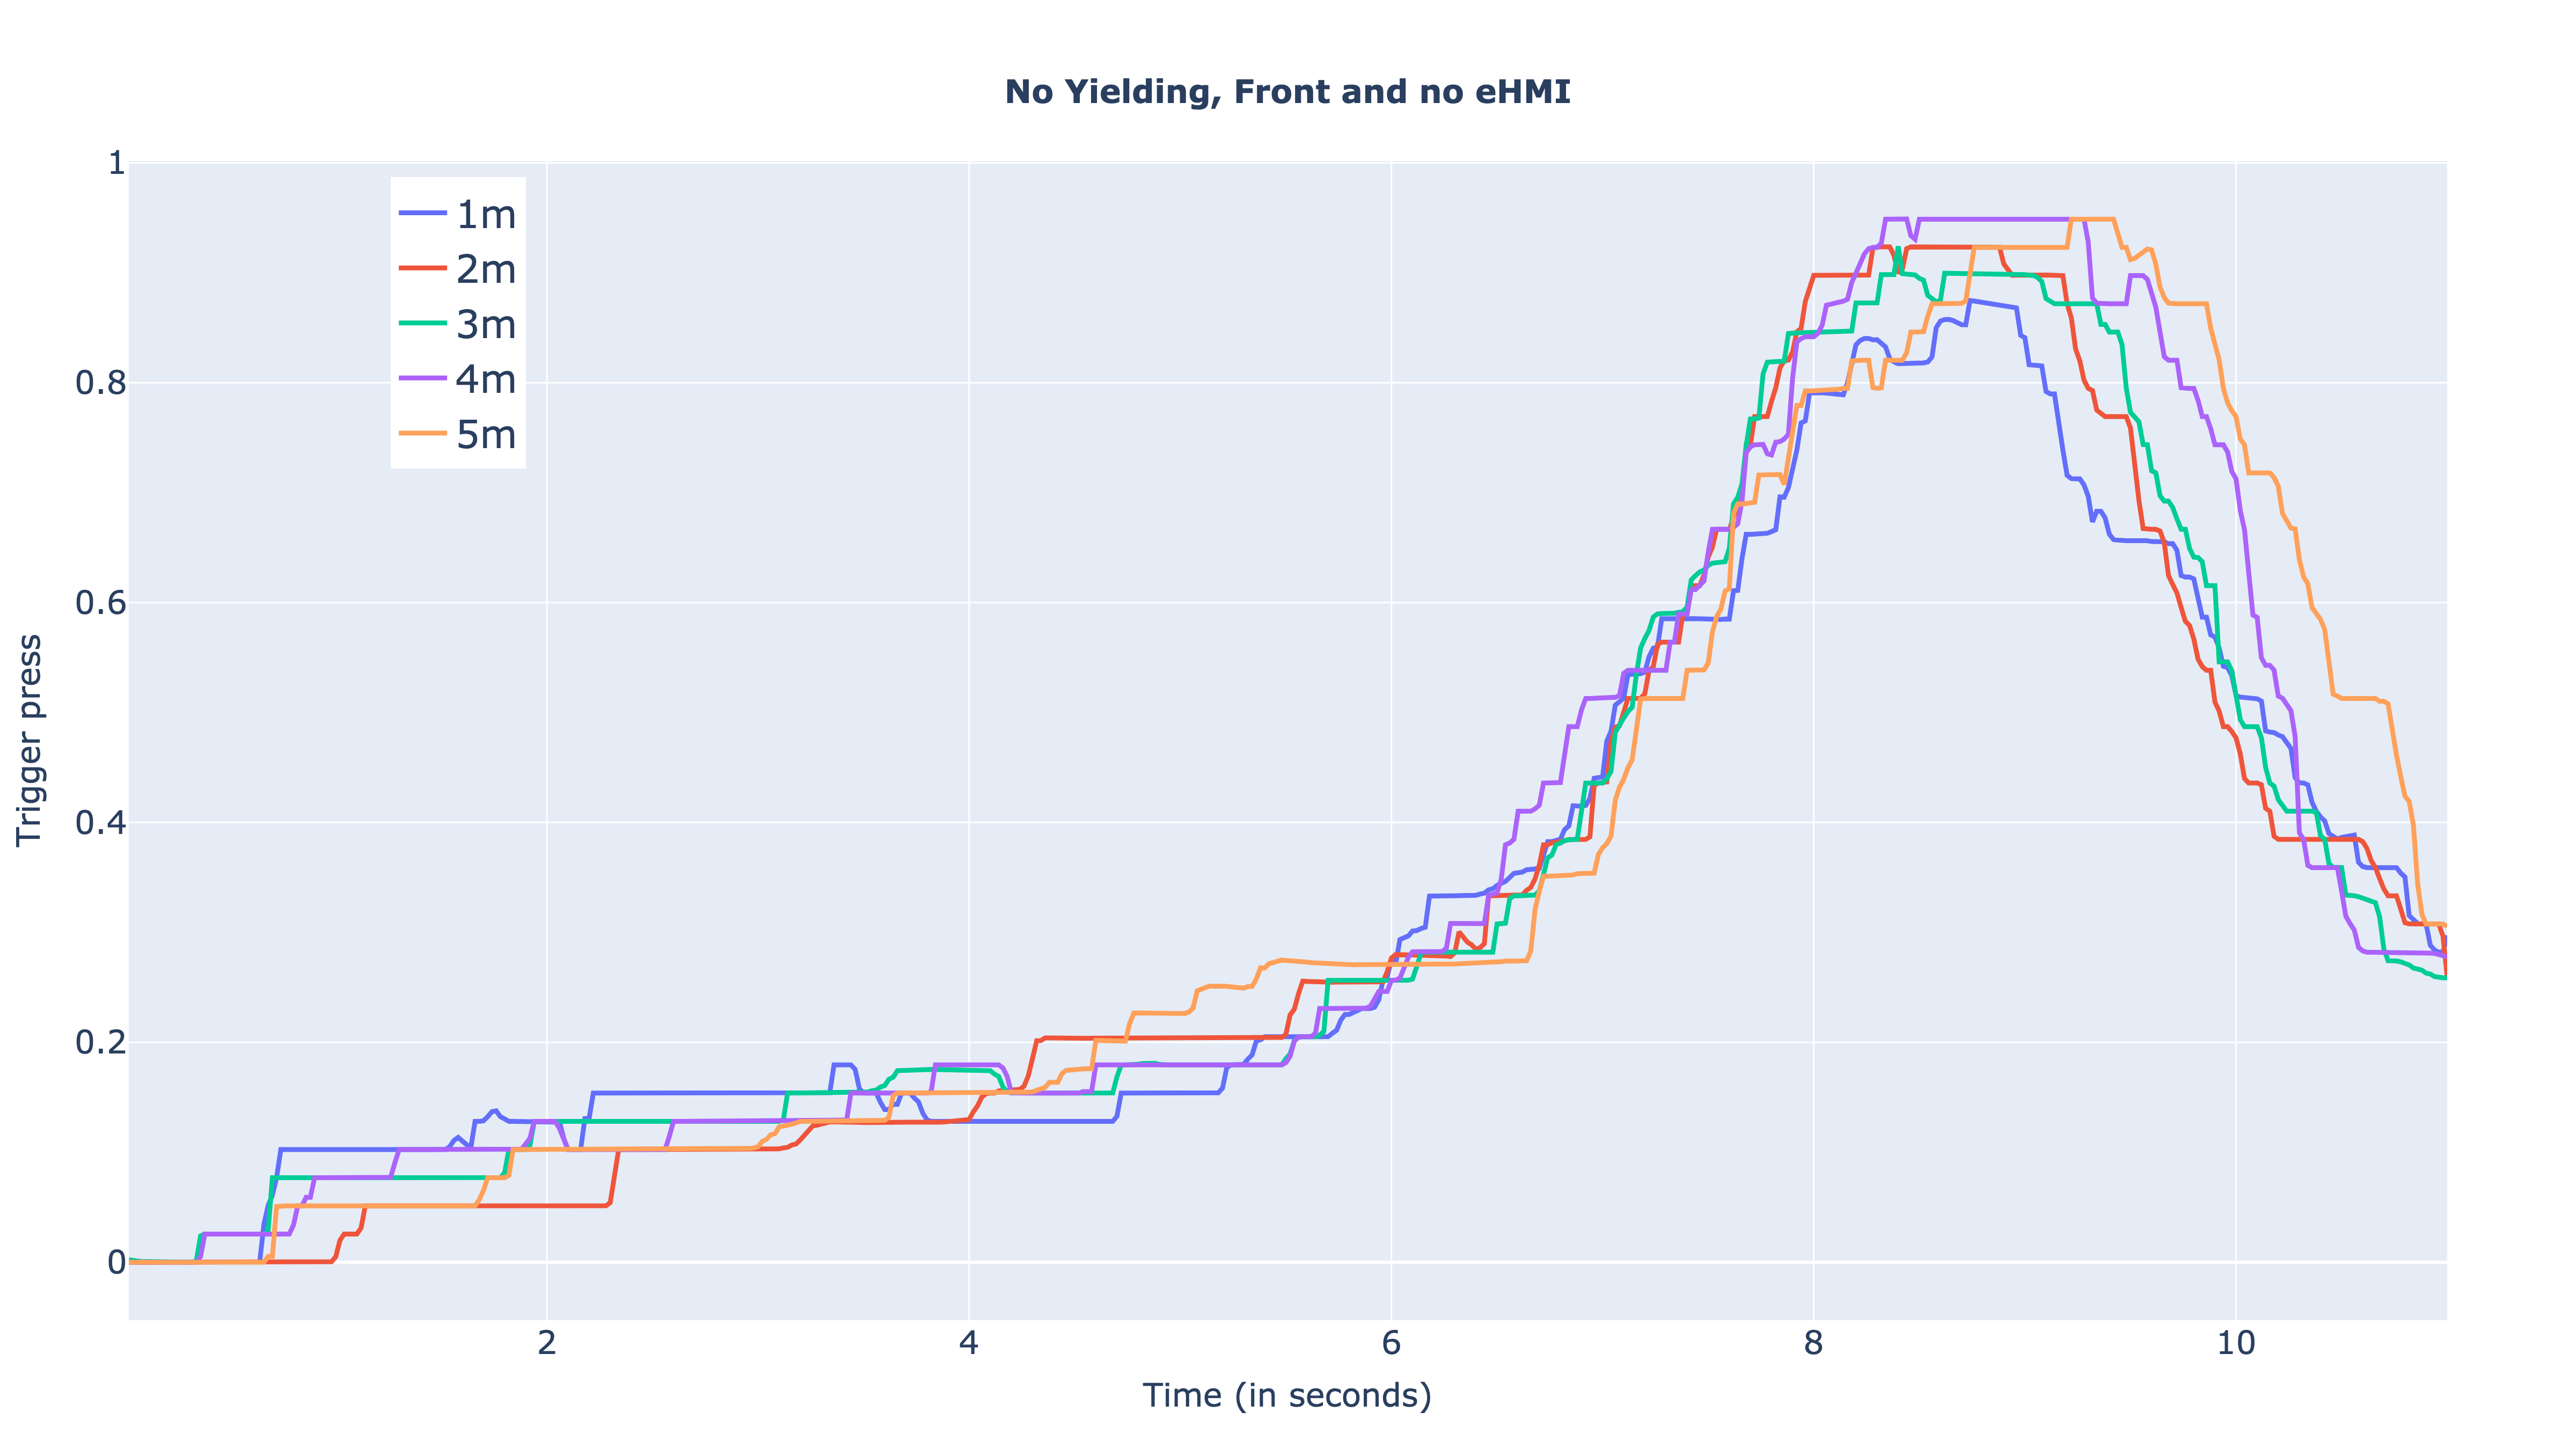 No Yielding, Front and no eHMI
1
0.8
0.6
0.4
0.2
0
Trigger press
1m
2m
3m
4m
5m
2
4
6
8
10
Time (in seconds)